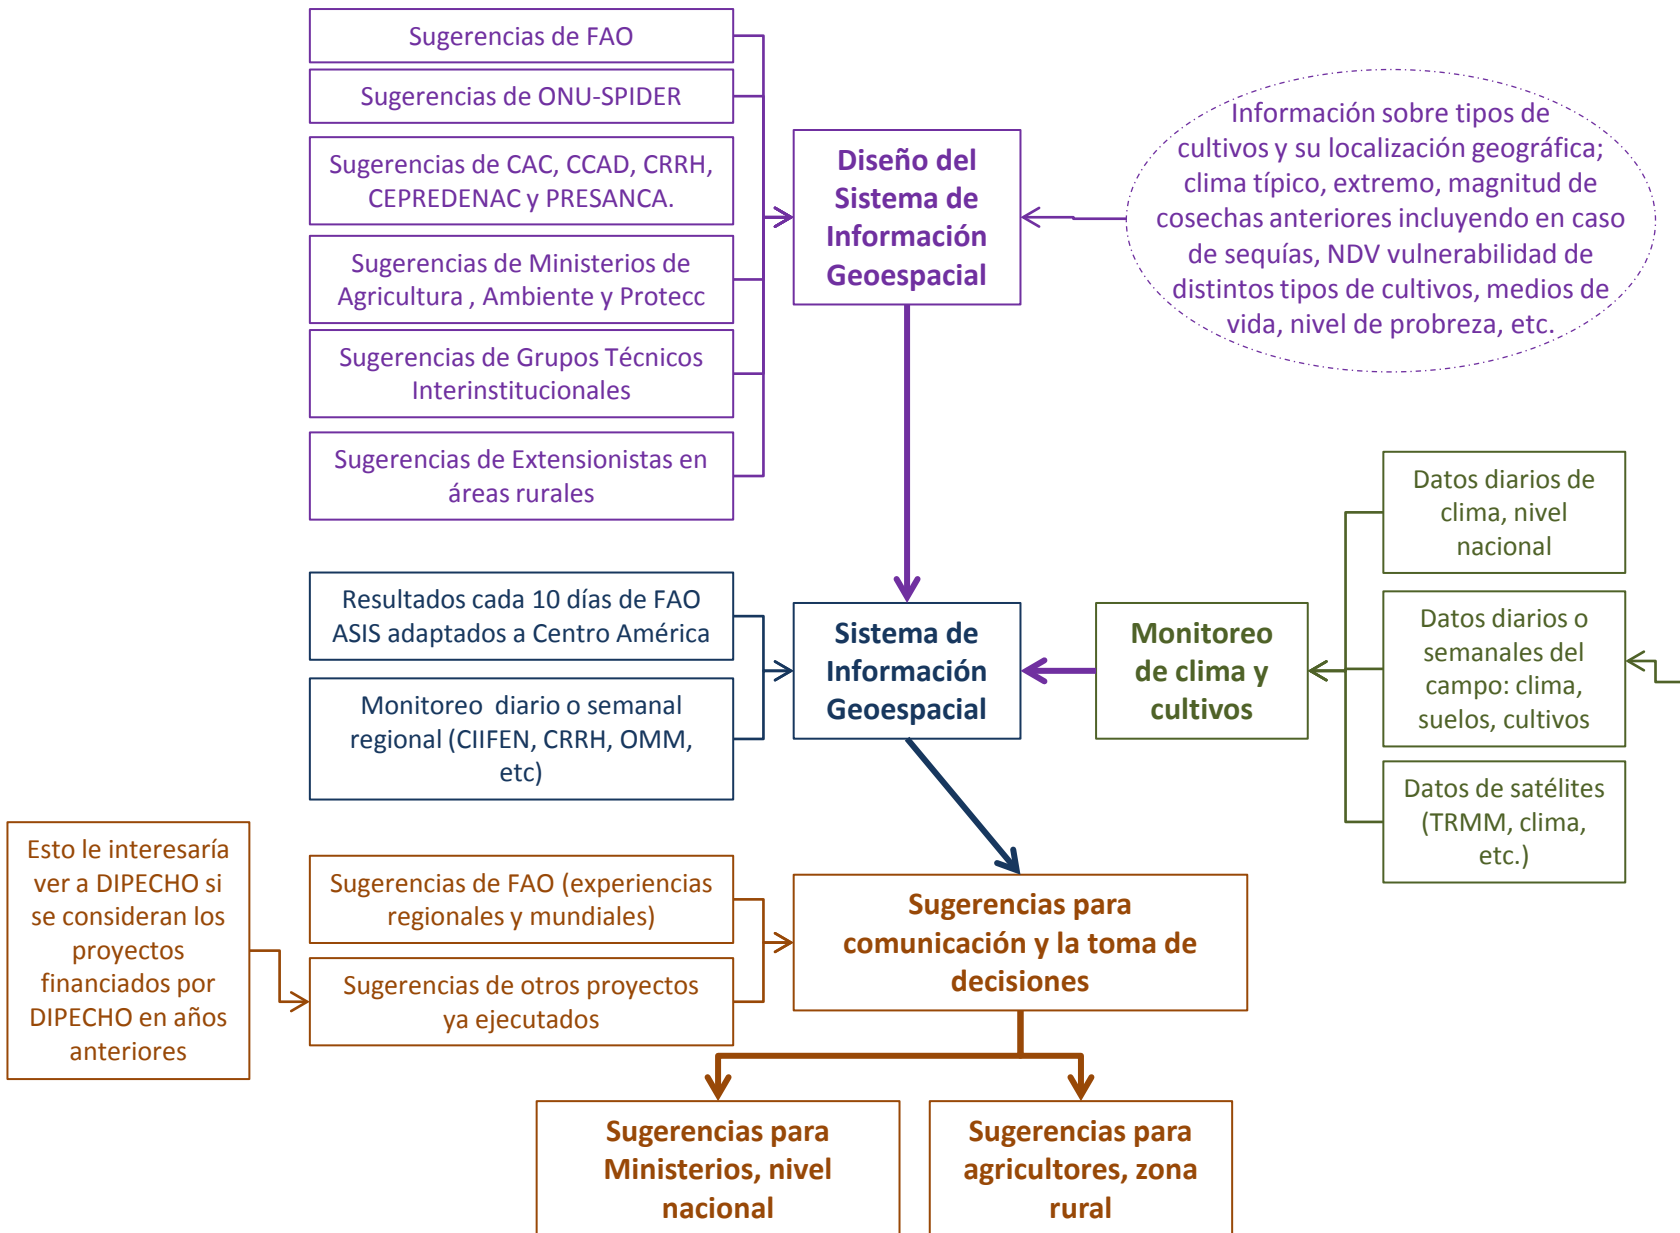 Sugerencias de FAO
Sugerencias de ONU-SPIDER
Sugerencias de CAC, CCAD, CRRH,
CEPREDENAC y PRESANCA.
Sugerencias de Ministerios de
Agricultura , Ambiente y Protecc
Sugerencias de Grupos Técnicos
Interinstitucionales
Sugerencias de Extensionistas en
áreas rurales
Diseño del
Sistema de
Información
Geoespacial
Información sobre tipos de
cultivos y su localización geográfica;
clima típico, extremo, magnitud de
cosechas anteriores incluyendo en caso
de sequías, NDV vulnerabilidad de
distintos tipos de cultivos, medios de
vida, nivel de probreza, etc.
Resultados cada 10 días de FAO
ASIS adaptados a Centro América
Monitoreo  diario o semanal
regional (CIIFEN, CRRH, OMM,
etc)
Sistema de
Información
Geoespacial
Monitoreo
de clima y
cultivos
Datos diarios de
clima, nivel
nacional
Datos diarios o
semanales del
campo: clima,
suelos, cultivos
Datos de satélites
(TRMM, clima,
etc.)
Esto le interesaría
ver a DIPECHO si
se consideran los
proyectos
financiados por
DIPECHO en años
anteriores
Sugerencias de FAO (experiencias
regionales y mundiales)
Sugerencias de otros proyectos
ya ejecutados
Sugerencias para
comunicación y la toma de
decisiones
Sugerencias para
Ministerios, nivel
nacional
Sugerencias para
agricultores, zona
rural